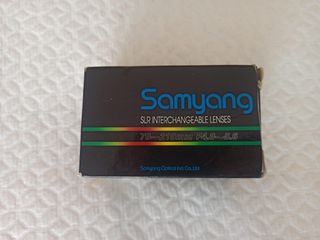 Samyang
SLR INTERCHANGEABLE LENSES
Samyang Optical Ind. Co., Ltd.